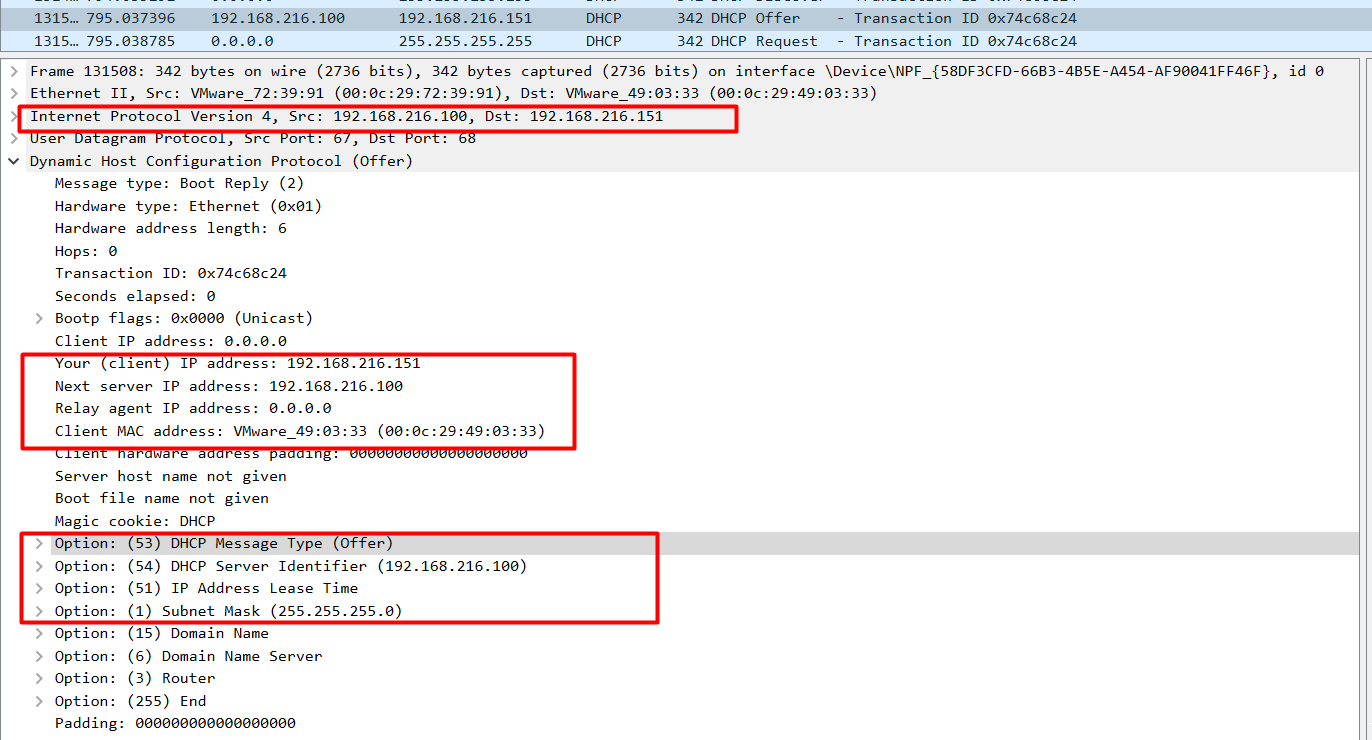 1315… 795.037396 192.168.216.100 192.168.216.151 DHCP 342 DHCP Offer - Transaction ID 0x74c68c24
1315… 795.038785 0.0.0.0 255.255.255.255 DHCP 342 DHCP Request - Transaction ID 0x74c68c24
Frame 131508: 342 bytes on wire (2736 bits), 342 bytes captured (2736 bits) on interface \Device\NPF_{58DF3CFD-66B3-4B5E-A454-AF90041FF46F}, id 0
Ethernet II, Src: VMware_72:39:91 (00:0c:29:72:39:91), Dst: VMware_49:03:33 (00:0c:29:49:03:33)
Internet Protocol Version 4, Src: 192.168.216.100, Dst: 192.168.216.151
User Datagram Protocol, Src Port: 67, Dst Port: 68
Dynamic Host Configuration Protocol (Offer)
Message type: Boot Reply (2)
Hardware type: Ethernet (0x01)
Hardware address length: 6
Hops: 0
Transaction ID: 0x74c68c24
Seconds elapsed: 0
Bootp flags: 0x0000 (Unicast)
Client IP address: 0.0.0.0
Your (client) IP address: 192.168.216.151
Next server IP address: 192.168.216.100
Relay agent IP address: 0.0.0.0
Client MAC address: VMware_49:03:33 (00:0c:29:49:03:33)
Client hardware address padding: 00000000000000000000
Server host name not given
Boot file name not given
Magic cookie: DHCP
Option: (53) DHCP Message Type (Offer)
Option: (54) DHCP Server Identifier (192.168.216.100)
Option: (51) IP Address Lease Time
Option: (1) Subnet Mask (255.255.255.0)
Option: (15) Domain Name
Option: (6) Domain Name Server
Option: (3) Router
Option: (255) End
Padding: 000000000000000000